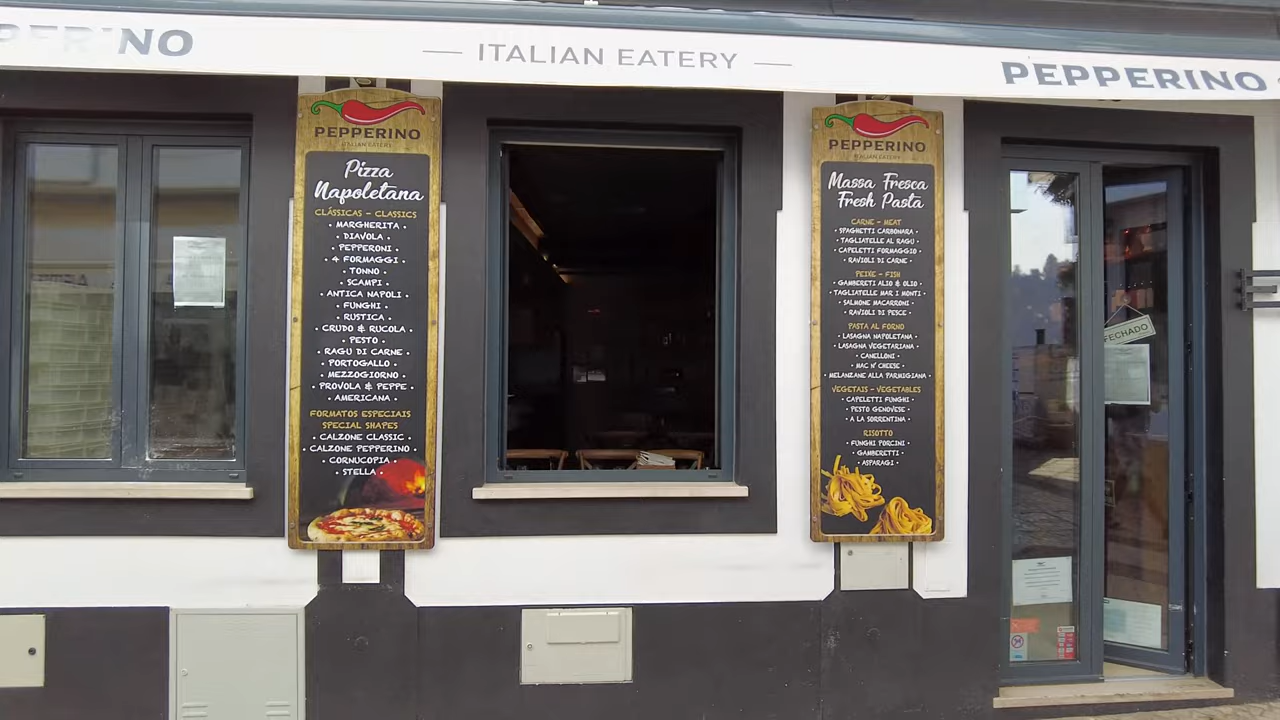 PEPPERINO
— ITALIAN EATERY —
PEPPERINO
PEPPERINO
ITALIAN EATERY
Pizza
Napoletana
CLÁSSICAS - CLASSICS
• MARGHERITA •
• DIAVOLA •
• PEPPERONI •
• 4 FORMAGGI •
• TONNO •
• SCAMPI •
• ANTICA NAPOLI •
• FUNGHI •
• RUSTICA •
• CRUDO & RUCOLA •
• PESTO •
• RAGU DI CARNE •
• PORTOGALLO •
• MEZZOGIORNO •
• PROVOLA & PEPPE •
• AMERICANA •
FORMATOS ESPECIAIS
SPECIAL SHAPES
• CALZONE CLASSIC •
• CALZONE PEPPERINO •
• CORNUCOPIA •
• STELLA •
PEPPERINO
ITALIAN EATERY
Massa Fresca
Fresh Pasta
CARNE - MEAT
• SPAGHETTI CARBONARA •
• TAGLIATELLE AL RAGU •
• CAPELETTI FORMAGGIO •
• RAVIOLI DI CARNE •
PEIXE - FISH
• GAMBERETI ALIO & OLIO •
• TAGLIATELLE MAR I MONTI •
• SALMONE MACARRONI •
• RAVIOLI DI PESCE •
PASTA AL FORNO
• LASAGNA NAPOLETANA •
• LASAGNA VEGETARIANA •
• CANELLONI •
• MAC N' CHEESE •
• MELANZANE ALLA PARMIGIANA •
VEGETAIS - VEGETABLES
• CAPELETTI FUNGHI •
• PESTO GENOVESE •
• A LA SORRENTINA •
RISOTTO
• FUNGHI PORCINI •
• GAMBERETTI •
• ASPARAGI •
FECHADO